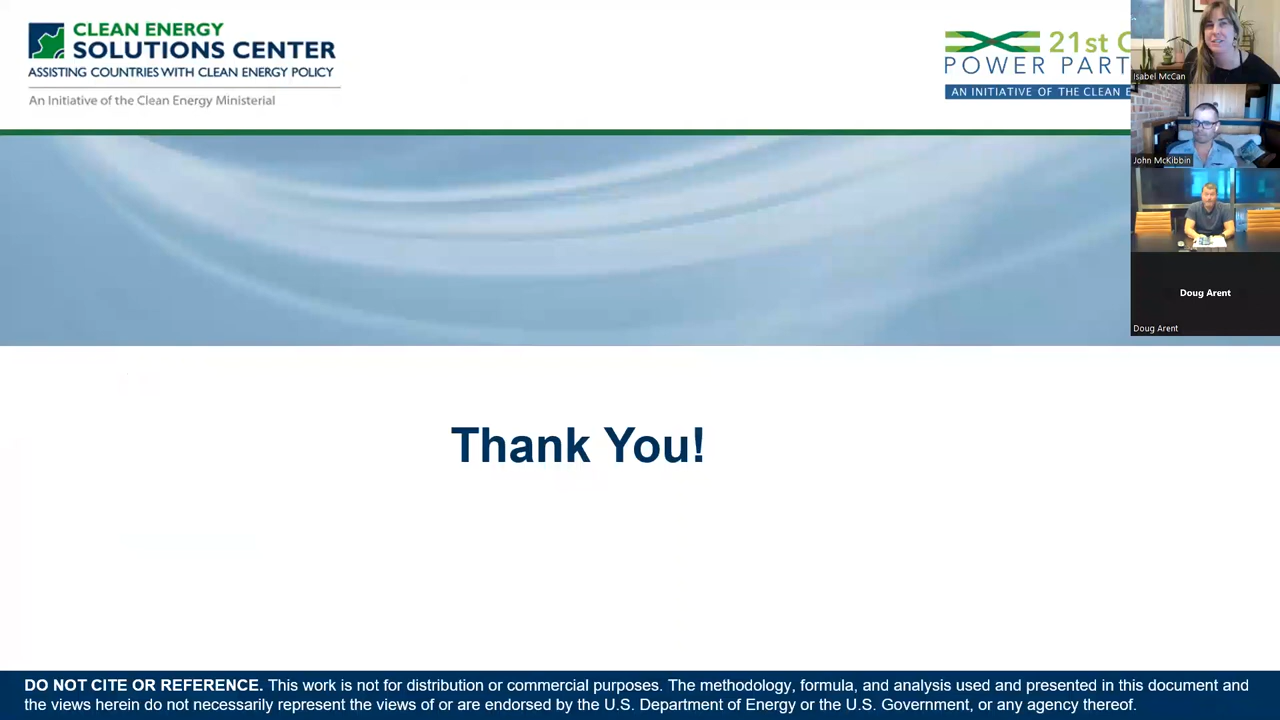 CLEAN ENERGY
SOLUTIONS CENTER
ASSISTING COUNTRIES WITH CLEAN ENERGY POLICY
An Initiative of the Clean Energy Ministerial
21st C
POWER PART
AN INITIATIVE OF THE CLEAN E
Isabel McCan
John McKibbin
Doug Arent
Doug Arent
Thank You!
DO NOT CITE OR REFERENCE. This work is not for distribution or commercial purposes. The methodology, formula, and analysis used and presented in this document and
the views herein do not necessarily represent the views of or are endorsed by the U.S. Department of Energy or the U.S. Government, or any agency thereof.